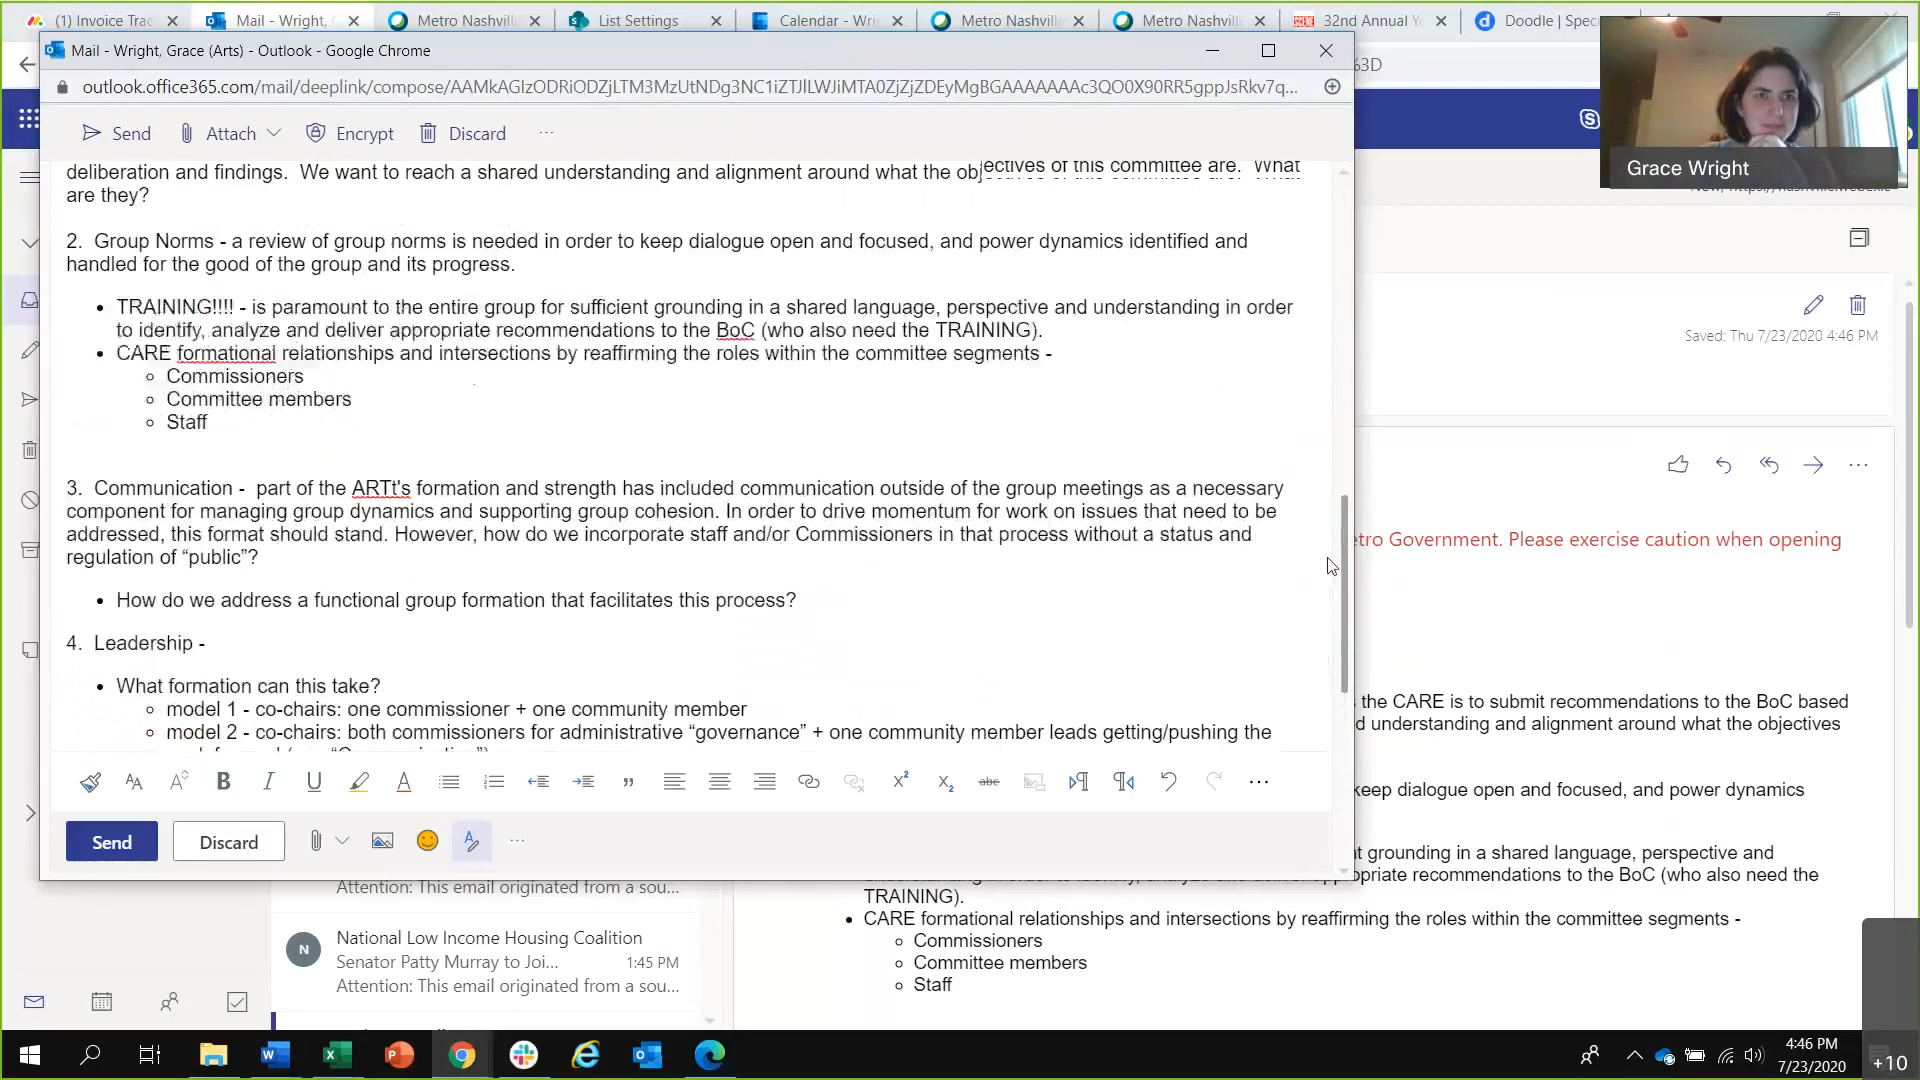 (1) Invoice Trac
Mail - Wright,
Metro Nashvill
List Settings
Calendar - Wri
Metro Nashvill
Metro Nashvill
32nd Annual Y
Doodle | Spec
Mail - Wright, Grace (Arts) - Outlook - Google Chrome
outlook.office365.com/mail/deeplink/compose/AAMkAGIzODRiODZjLTM3MzUtNDg3NC1iZTJlLWJiMTA0ZjZjZDEyMgBGAAAAAAAc3QO0X90RR5gppJsRkv7q...
53D
Send Attach Encrypt Discard ...
Grace Wright
deliberation and findings.  We want to reach a shared understanding and alignment around what the objectives of this committee are.  What
are they?
2.  Group Norms - a review of group norms is needed in order to keep dialogue open and focused, and power dynamics identified and
handled for the good of the group and its progress.
• TRAINING!!!! - is paramount to the entire group for sufficient grounding in a shared language, perspective and understanding in order
to identify, analyze and deliver appropriate recommendations to the BoC (who also need the TRAINING).
• CARE formational relationships and intersections by reaffirming the roles within the committee segments -
◦ Commissioners
◦ Committee members
◦ Staff
3.  Communication -  part of the ARTt's formation and strength has included communication outside of the group meetings as a necessary
component for managing group dynamics and supporting group cohesion. In order to drive momentum for work on issues that need to be
addressed, this format should stand. However, how do we incorporate staff and/or Commissioners in that process without a status and
regulation of “public”?
• How do we address a functional group formation that facilitates this process?
4.  Leadership -
• What formation can this take?
◦ model 1 - co-chairs: one commissioner + one community member
◦ model 2 - co-chairs: both commissioners for administrative “governance” + one community member leads getting/pushing the
Send Discard
Saved: Thu 7/23/2020 4:46 PM
etro Government. Please exercise caution when opening
the CARE is to submit recommendations to the BoC based
d understanding and alignment around what the objectives
keep dialogue open and focused, and power dynamics
nt grounding in a shared language, perspective and
appropriate recommendations to the BoC (who also need the
TRAINING).
• CARE formational relationships and intersections by reaffirming the roles within the committee segments -
◦ Commissioners
◦ Committee members
◦ Staff
Attention: This email originated from a sou...
N
National Low Income Housing Coalition
Senator Patty Murray to Joi... 1:45 PM
Attention: This email originated from a sou...
4:46 PM
7/23/2020
+10